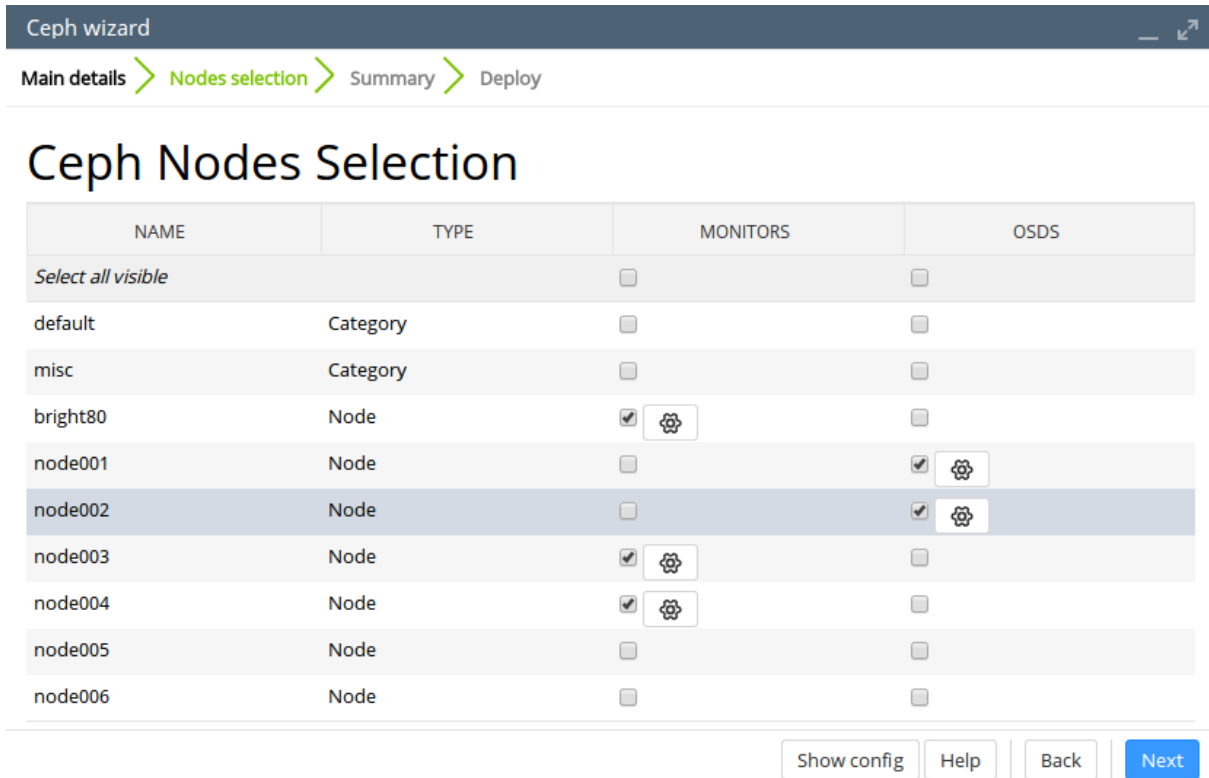 Ceph wizard
Main details Nodes selection Summary Deploy
Ceph Nodes Selection
NAME TYPE MONITORS OSDS
Select all visible
default Category
misc Category
bright80 Node
node001 Node
node002 Node
node003 Node
node004 Node
node005 Node
node006 Node
Show config Help Back Next